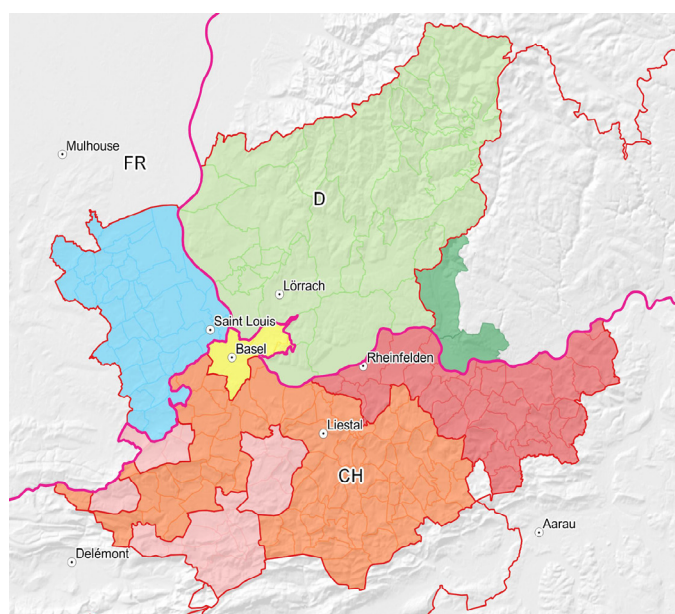 Mulhouse
FR
D
Lörrach
Saint Louis
Basel
Rheinfelden
Liestal
CH
Aarau
Delémont